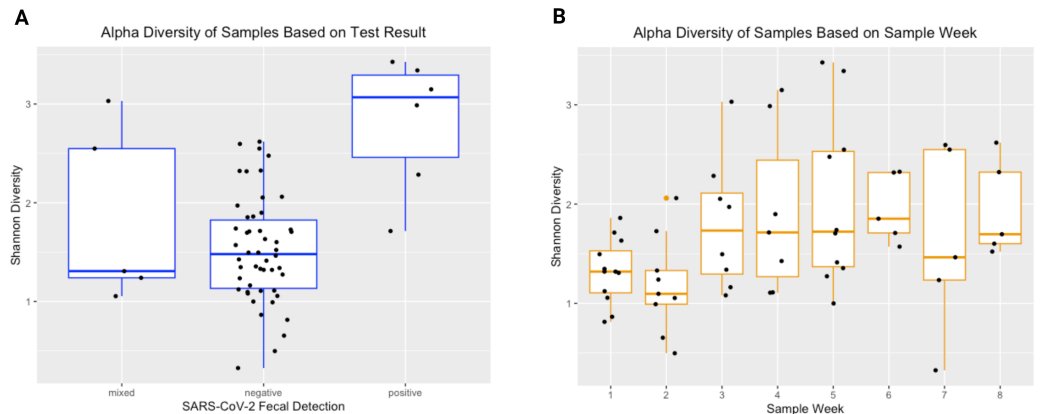 A
Alpha Diversity of Samples Based on Test Result
Shannon Diversity
3
2
1
mixed negative positive
SARS-CoV-2 Fecal Detection
B
Alpha Diversity of Samples Based on Sample Week
Shannon Diversity
3
2
1
1 2 3 4 5 6 7 8
Sample Week